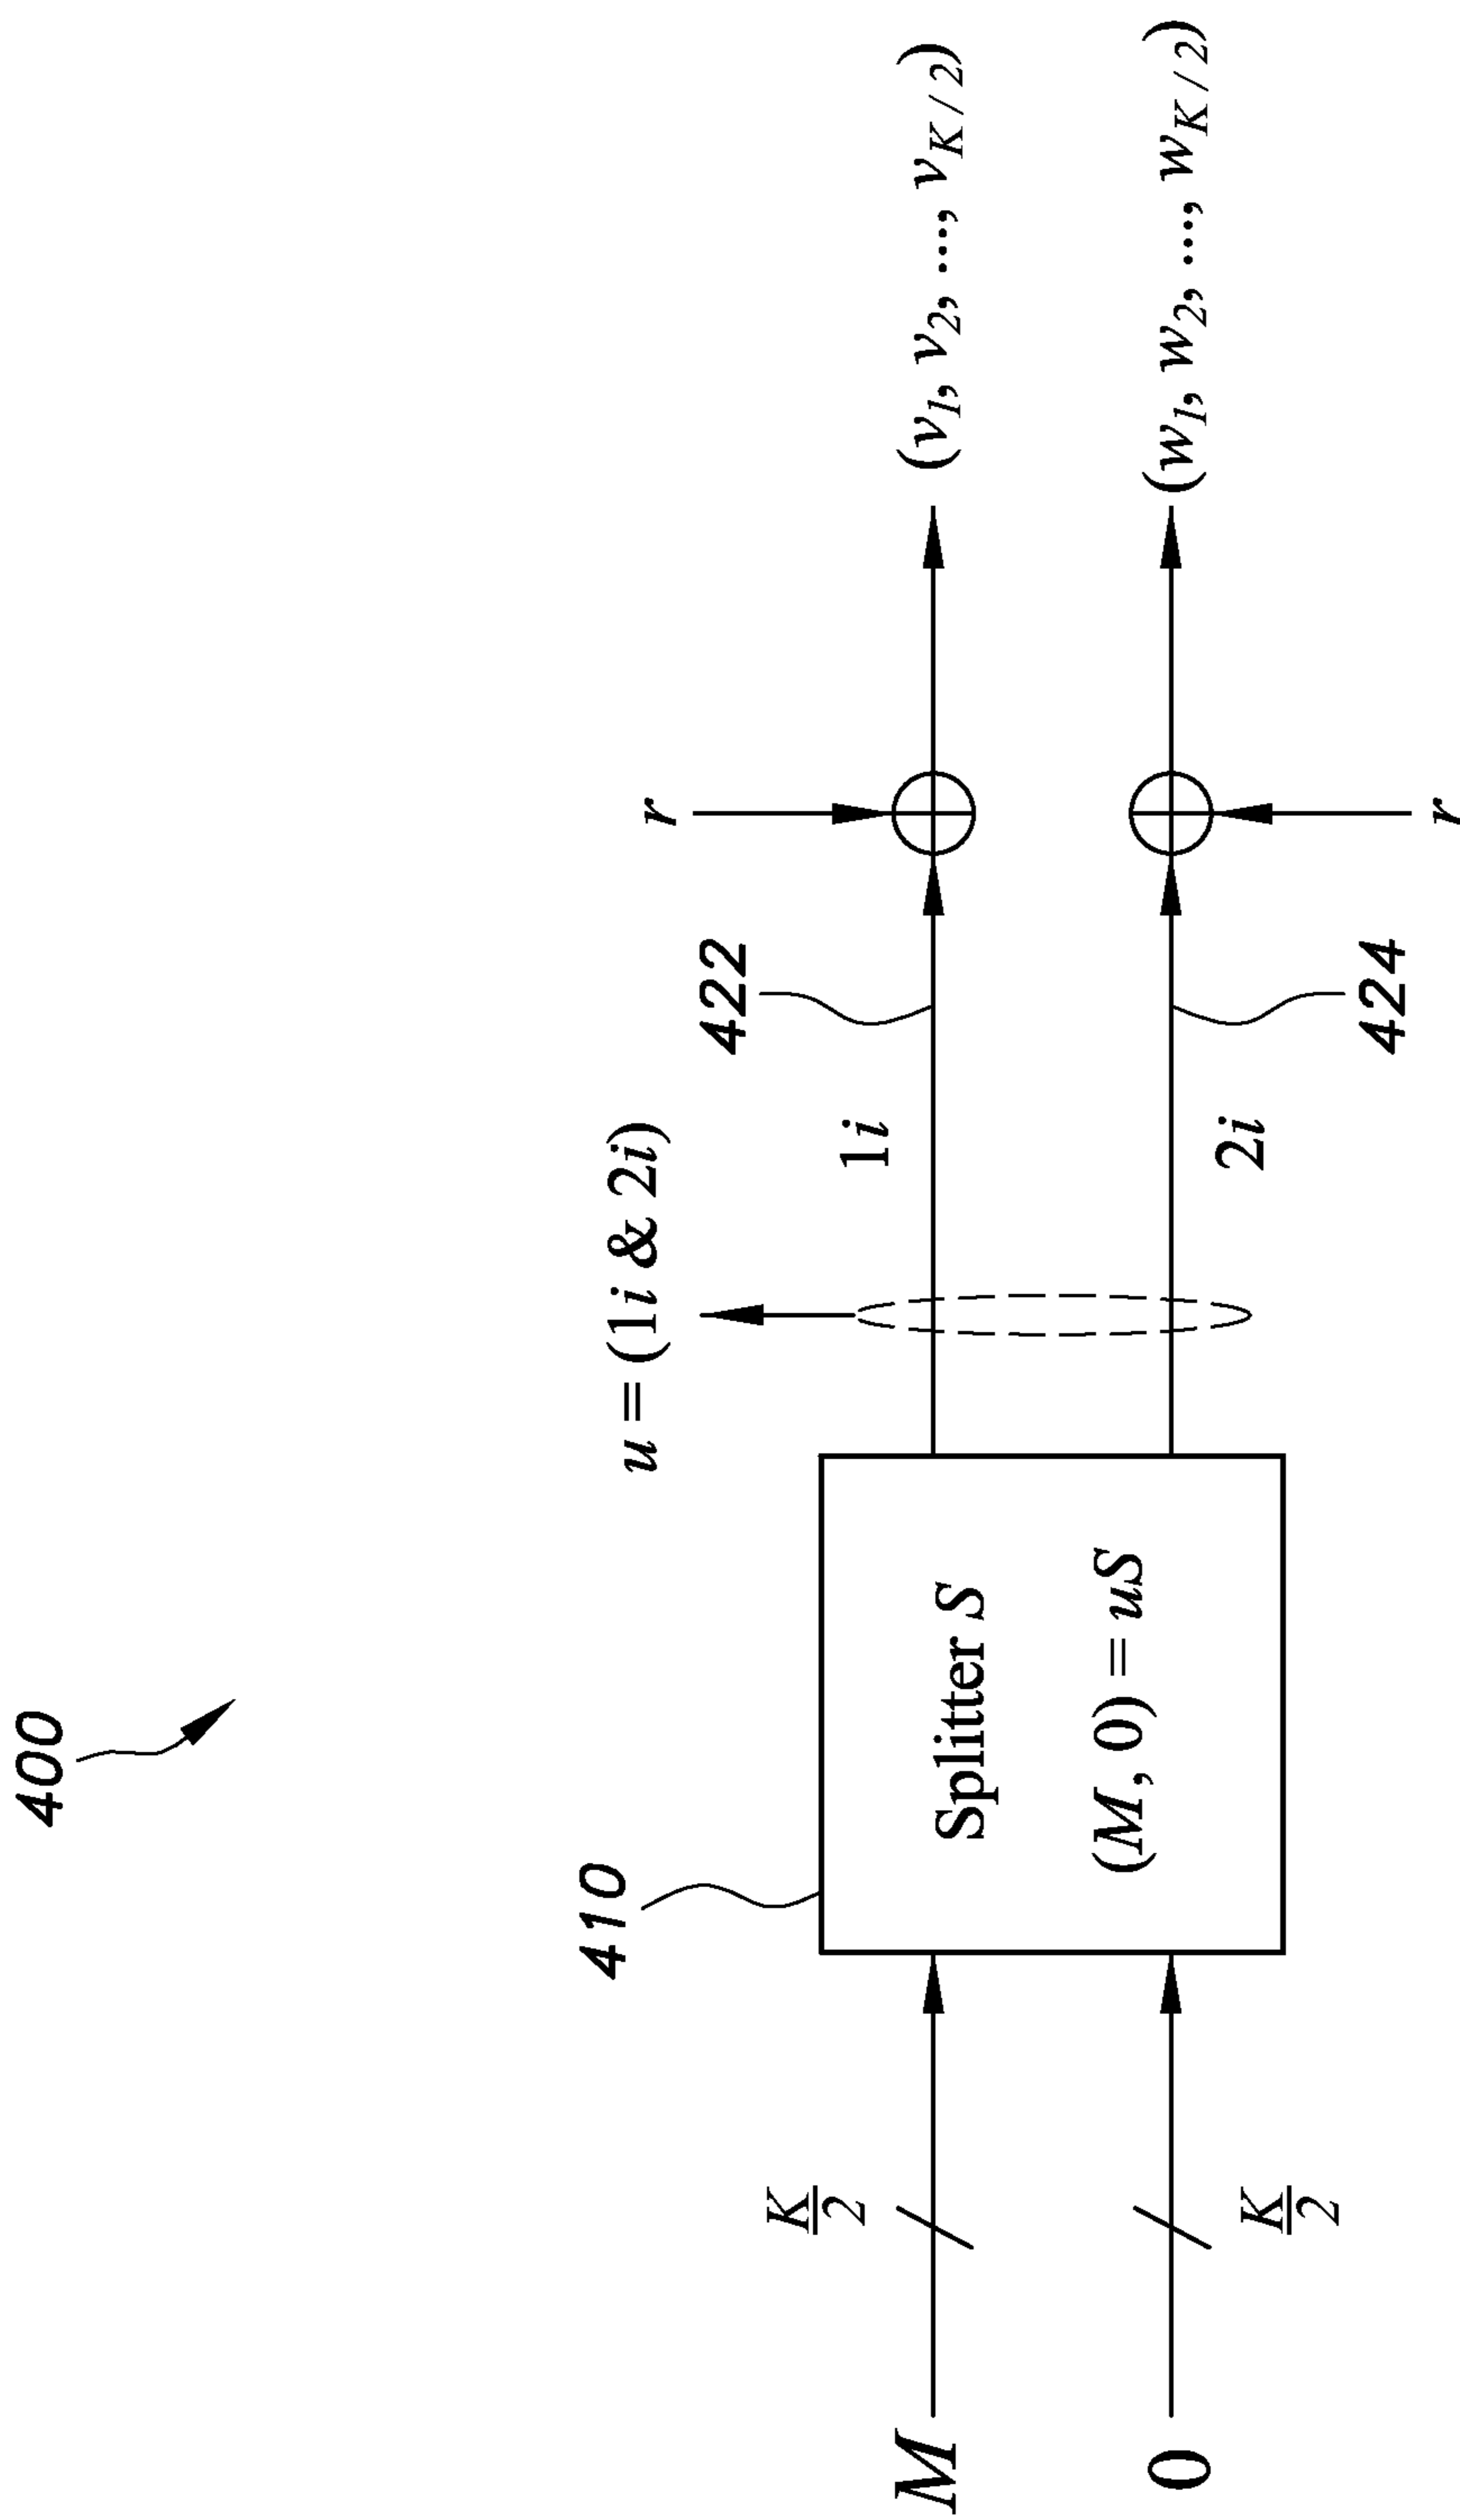 400
410
M
K/2
0
K/2
Splitter S
(M, 0) = uS
u = (1i & 2i)
1i
2i
422
424
r
r
(v1, v2, ..., vK/2)
(w1, w2, ..., wK/2)